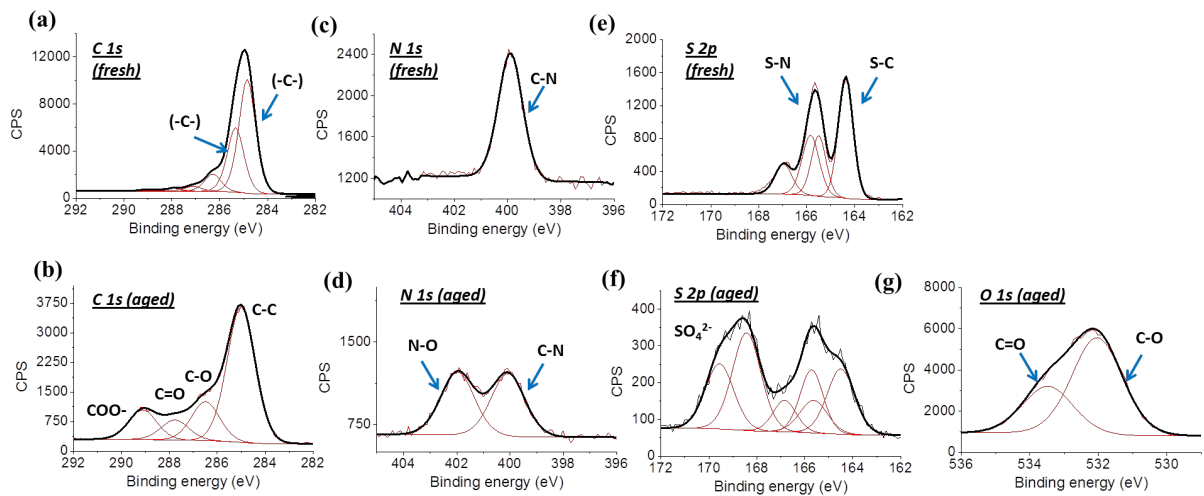 (a)
C 1s
(fresh)
(-C-)
(-C-)
12000
8000
4000
0
CPS
292 290 288 286 284 282
Binding energy (eV)
(c)
N 1s
(fresh)
C-N
2400
2000
1600
1200
CPS
404 402 400 398 396
Binding energy (eV)
(e)
S 2p
(fresh)
S-N
S-C
2000
1600
1200
800
400
0
CPS
172 170 168 166 164 162
Binding energy (eV)
(b)
C 1s (aged)
C-C
C-O
C=O
COO-
3750
3000
2250
1500
750
0
CPS
292 290 288 286 284 282
Binding energy (eV)
(d)
N 1s (aged)
N-O
C-N
1500
750
CPS
405 402 400 398 396
Binding energy (eV)
(f)
S 2p (aged)
SO₄²⁻
400
300
200
100
0
CPS
172 170 168 166 164 162
Binding energy (eV)
(g)
O 1s (aged)
C=O
C-O
8000
6000
4000
2000
0
CPS
536 534 532 530
Binding energy (eV)